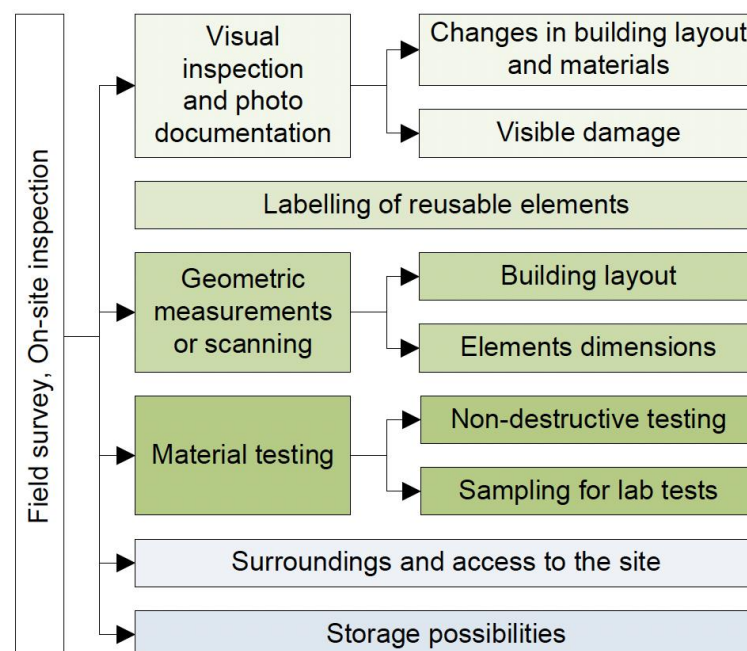 Field survey, On-site inspection
Visual
inspection
and photo
documentation
Changes in building layout
and materials
Visible damage
Labelling of reusable elements
Geometric
measurements
or scanning
Building layout
Elements dimensions
Material testing
Non-destructive testing
Sampling for lab tests
Surroundings and access to the site
Storage possibilities